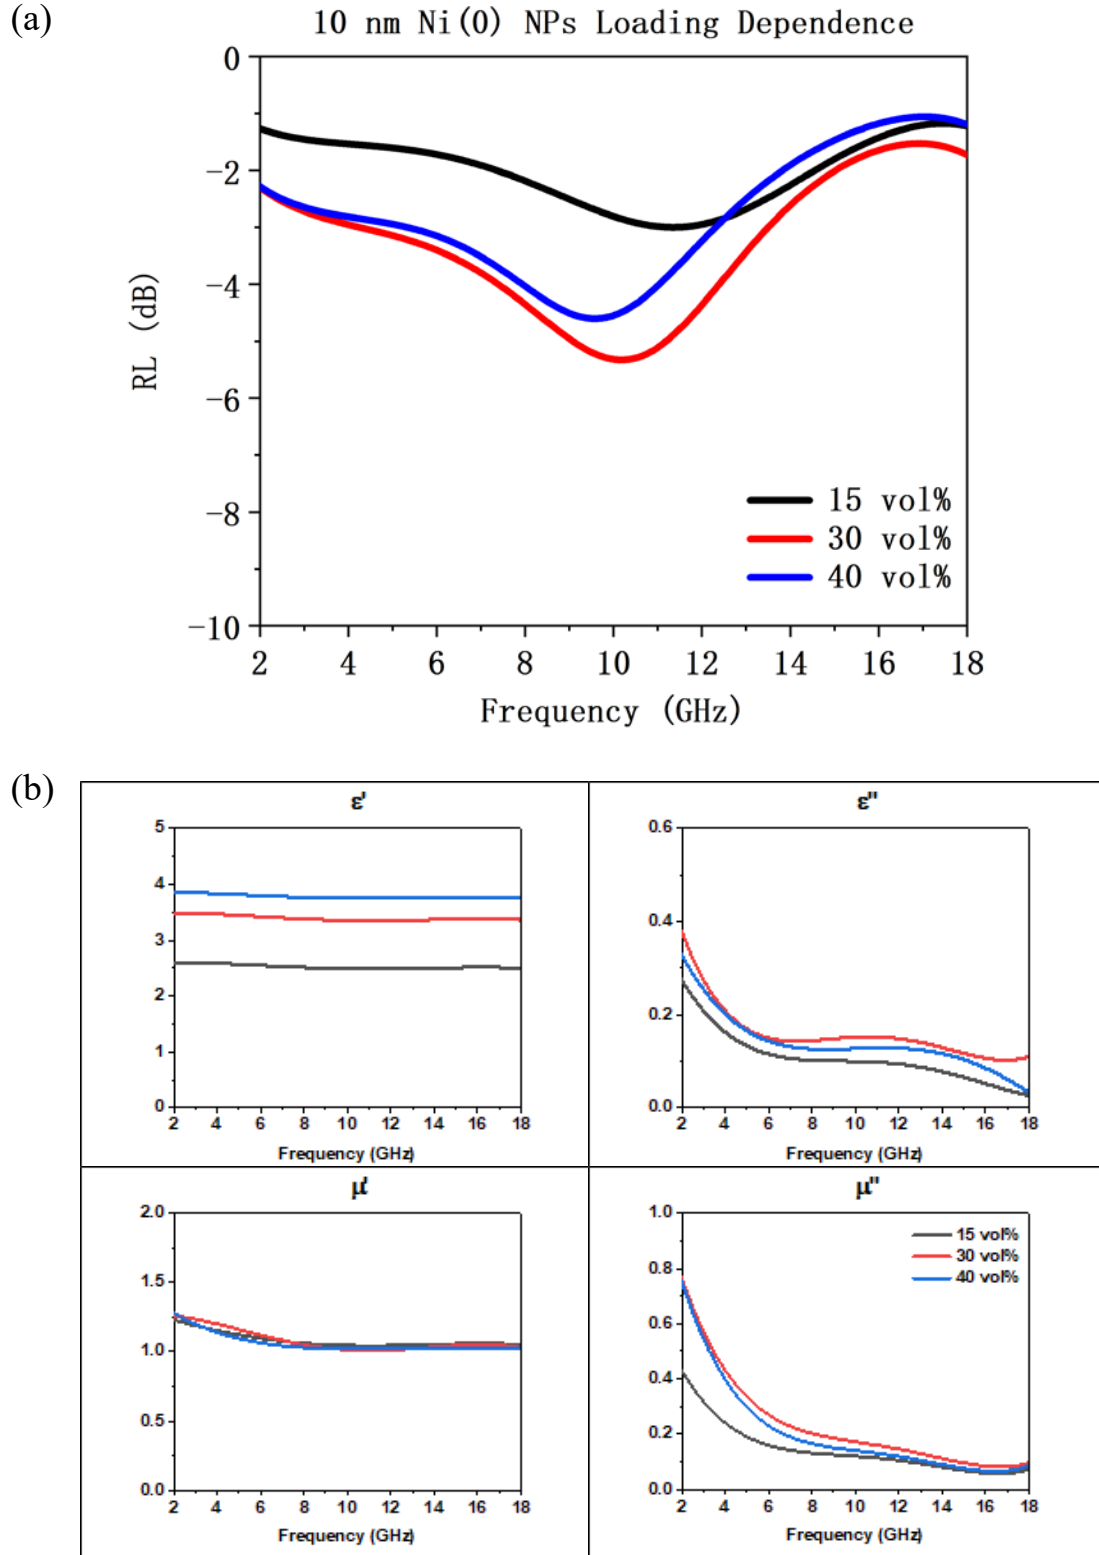 (a)
10 nm Ni(0) NPs Loading Dependence
0
−2
−4
−6
−8
−10
RL (dB)
15 vol%
30 vol%
40 vol%
2 4 6 8 10 12 14 16 18
Frequency (GHz)
(b)
ε'
5
4
3
2
1
0
2 4 6 8 10 12 14 16 18
Frequency (GHz)
ε"
0.6
0.4
0.2
0.0
2 4 6 8 10 12 14 16 18
Frequency (GHz)
μ'
2.0
1.5
1.0
0.5
0.0
2 4 6 8 10 12 14 16 18
Frequency (GHz)
μ"
1.0
0.8
0.6
0.4
0.2
0.0
15 vol%
30 vol%
40 vol%
2 4 6 8 10 12 14 16 18
Frequency (GHz)